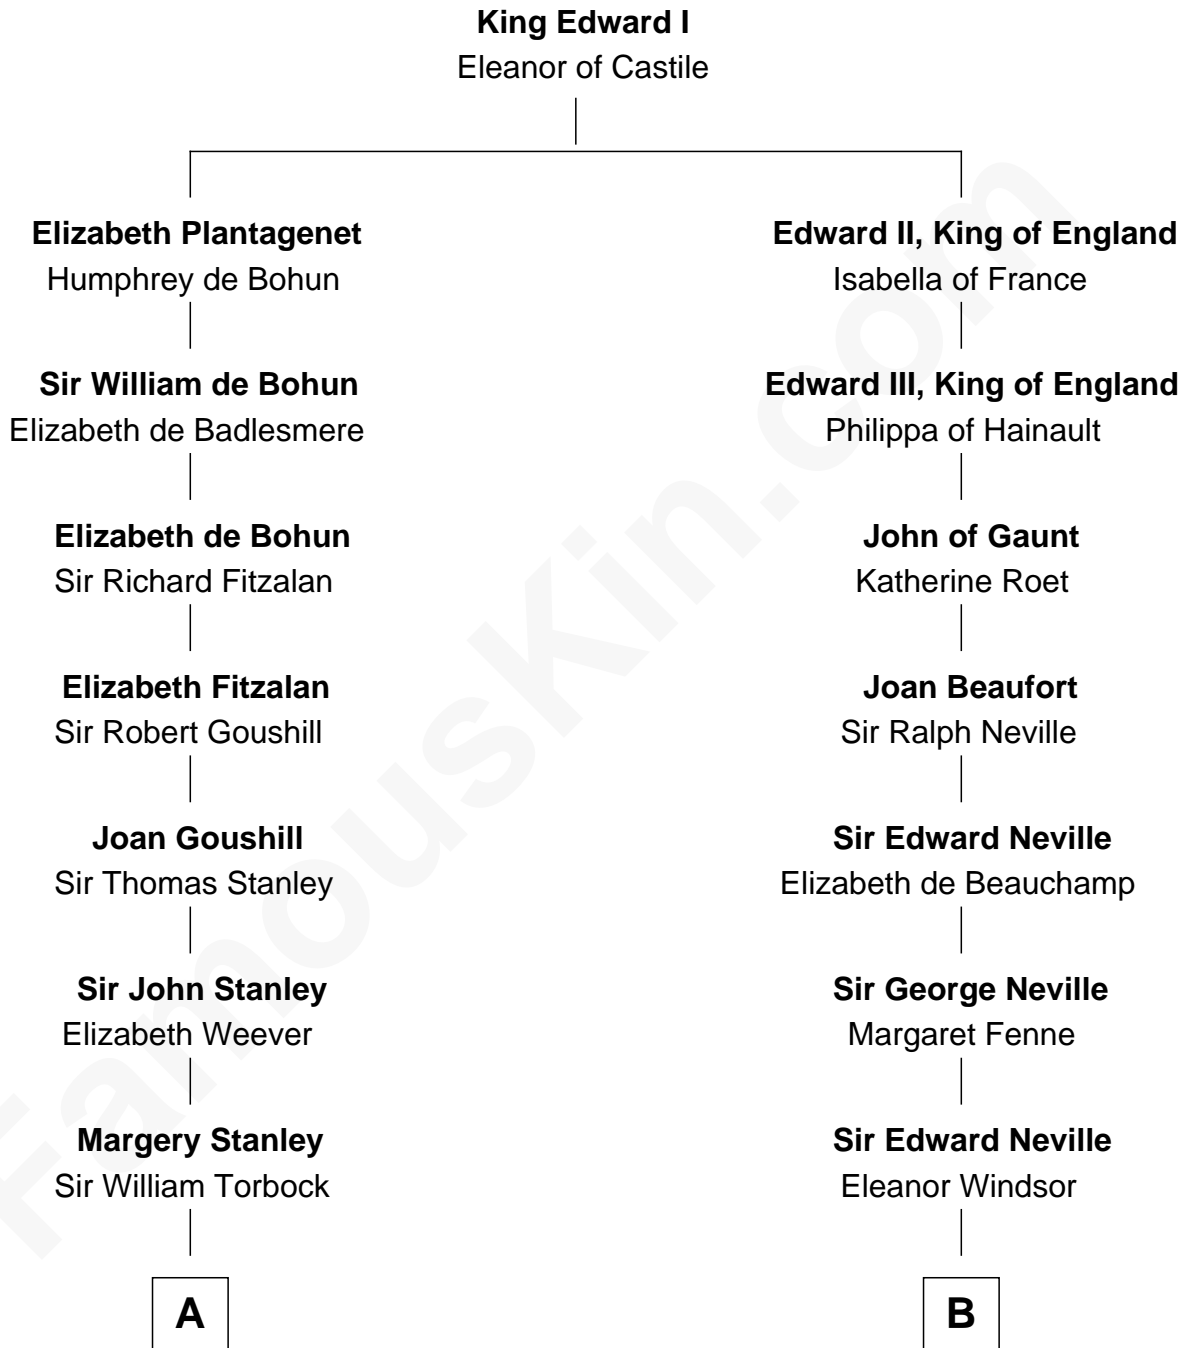 King Edward I
Eleanor of Castile
Elizabeth Plantagenet
Humphrey de Bohun
Edward II, King of England
Isabella of France
Sir William de Bohun
Elizabeth de Badlesmere
Edward III, King of England
Philippa of Hainault
Elizabeth de Bohun
Sir Richard Fitzalan
John of Gaunt
Katherine Roet
Elizabeth Fitzalan
Sir Robert Goushill
Joan Beaufort
Sir Ralph Neville
Joan Goushill
Sir Thomas Stanley
Sir Edward Neville
Elizabeth de Beauchamp
Sir John Stanley
Elizabeth Weever
Sir George Neville
Margaret Fenne
Margery Stanley
Sir William Torbock
Sir Edward Neville
Eleanor Windsor
A
B
FamousKin.com